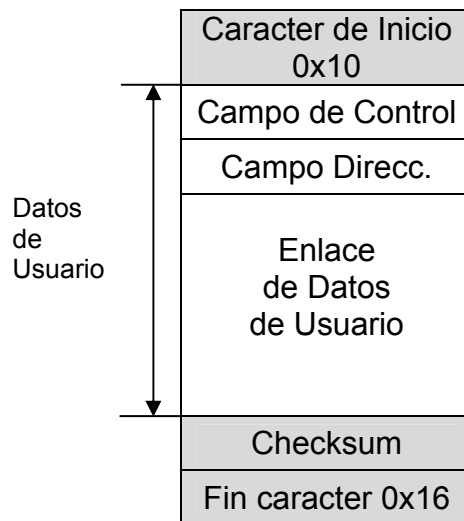 Caracter de Inicio
0x10
Campo de Control
Campo Direcc.
Datos
de
Usuario
Enlace
de Datos
de Usuario
Checksum
Fin caracter 0x16